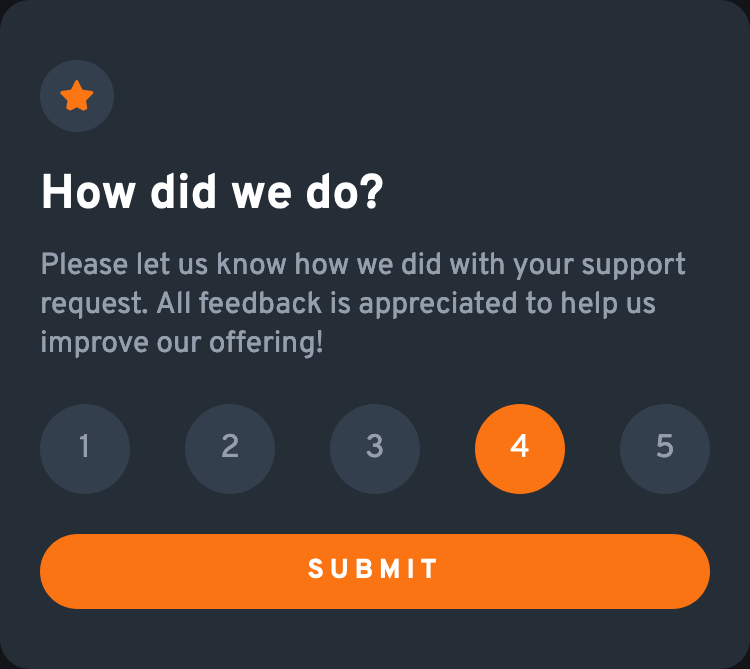 How did we do?
Please let us know how we did with your support
request. All feedback is appreciated to help us
improve our offering!
1 2 3 4 5
SUBMIT